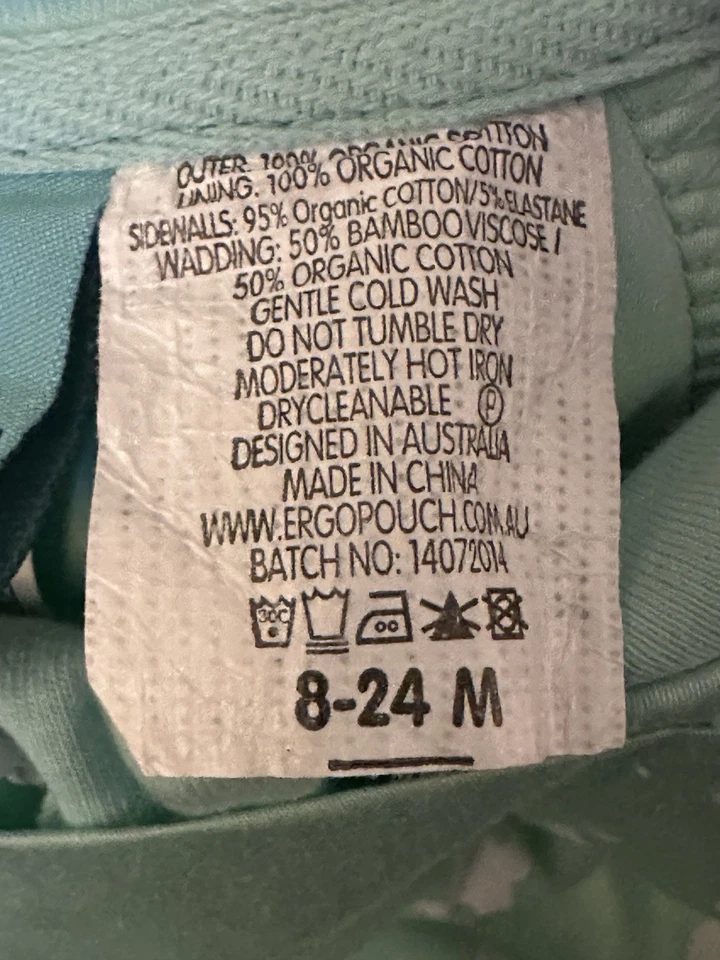 OUTER. 100% ORGANIC COTTON
LINING. 100% ORGANIC COTTON
SIDEWALLS: 95% Organic COTTON/5% ELASTANE
WADDING: 50% BAMBOO VISCOSE /
50% ORGANIC COTTON
GENTLE COLD WASH
DO NOT TUMBLE DRY
MODERATELY HOT IRON
DRYCLEANABLE Ⓟ
DESIGNED IN AUSTRALIA
MADE IN CHINA
WWW.ERGOPOUCH.COM.AU
BATCH NO: 14072014
30C
8-24 M